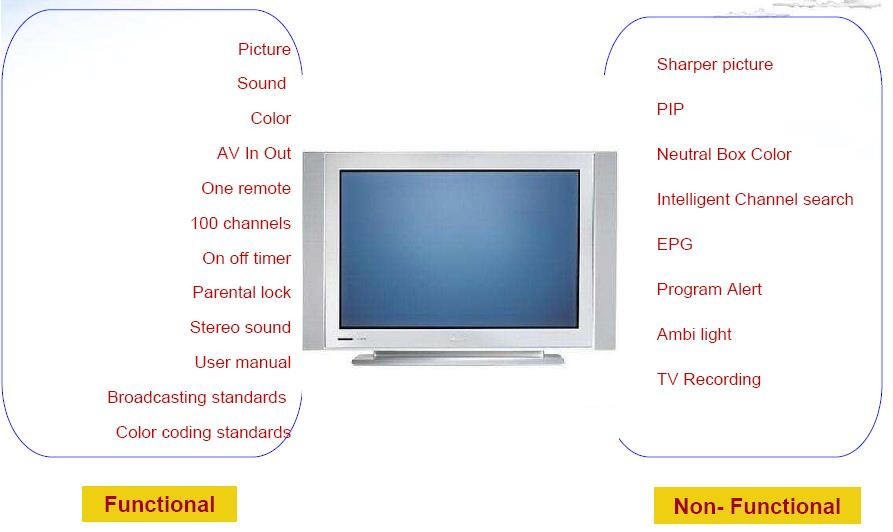 Picture
Sound
Color
AV In Out
One remote
100 channels
On off timer
Parental lock
Stereo sound
User manual
Broadcasting standards
Color coding standards
Functional
Sharper picture
PIP
Neutral Box Color
Intelligent Channel search
EPG
Program Alert
Ambi light
TV Recording
Non- Functional